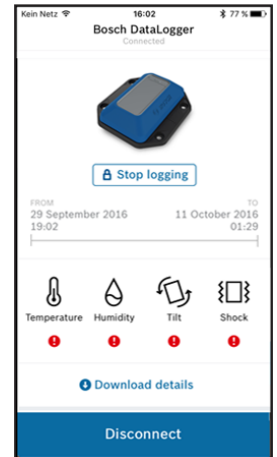 Kein Netz 16:02 77 %
Bosch DataLogger
Connected
Stop logging
FROM TO
29 September 2016 11 October 2016
19:02 01:29
Temperature Humidity Tilt Shock
Download details
Disconnect